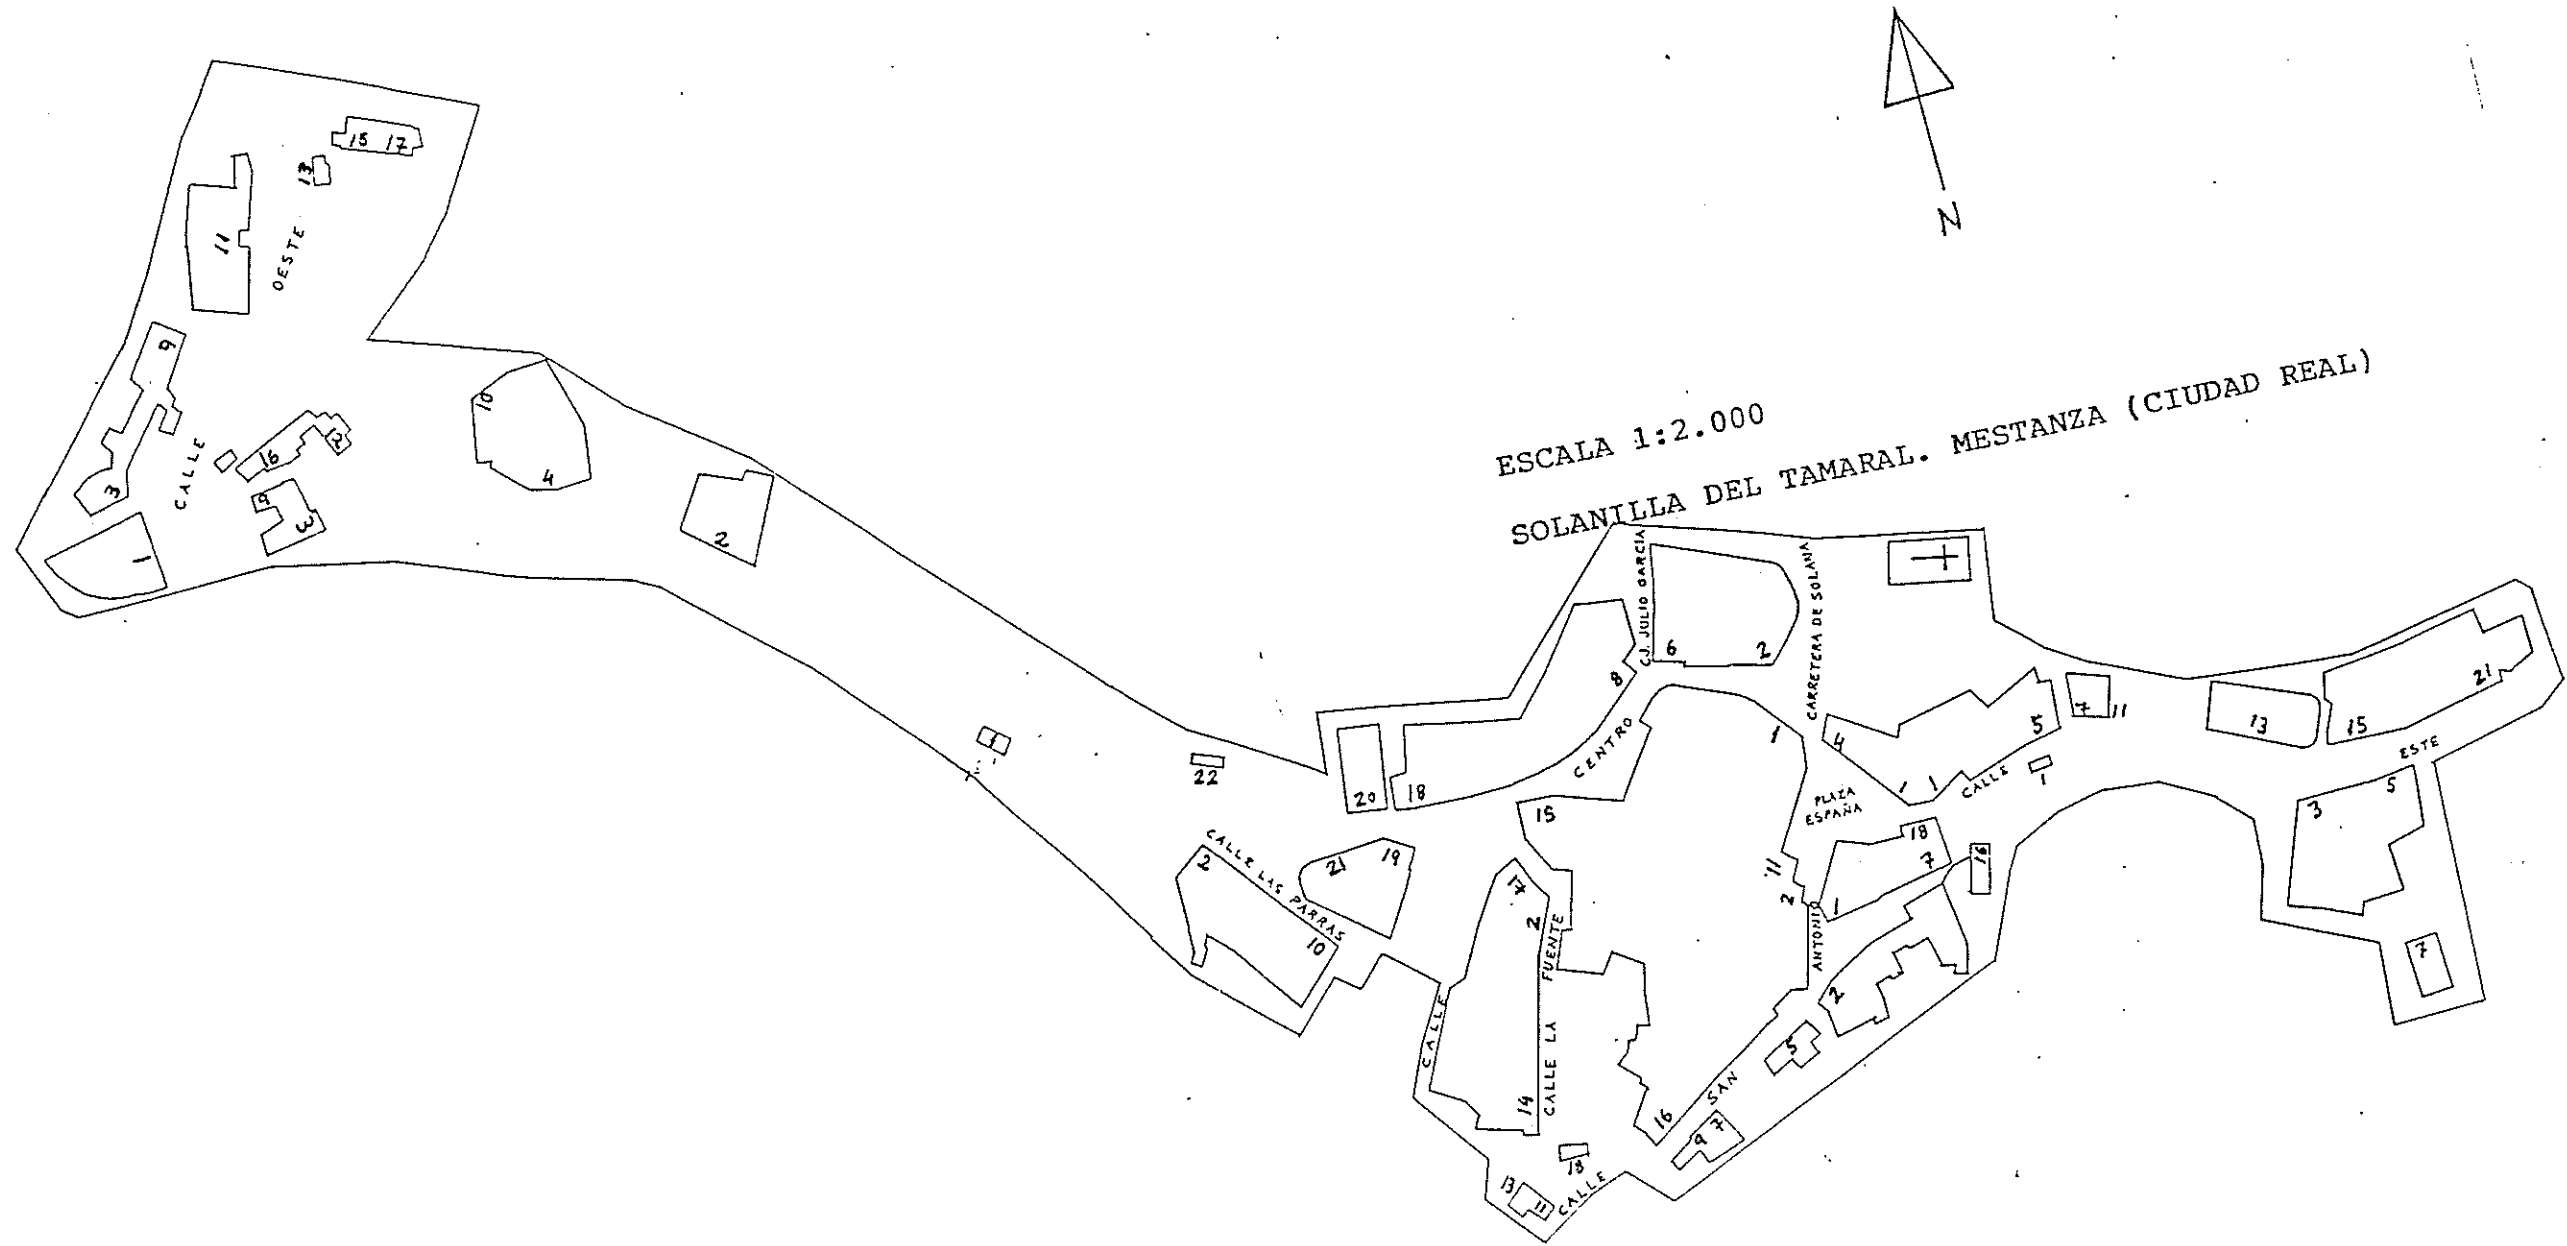 15 17
13
11
OESTE
N
9
ESCALA 1:2.000
SOLANILLA DEL TAMARAL. MESTANZA (CIUDAD REAL)
10
4
2
12
16
CALLE
3
9
3
1
CJ. JULIO GARCIA
CARRETERA DE SOLANA
6
2
8
21
7
11
13
15
5
4
1
ESTE
CENTRO
1 1
CALLE
1
PLAZA
ESPAÑA
22
20
18
15
3
5
CALLE LAS PARRAS
2
21
19
18
7
16
11
17
2
2
1
10
FUENTE
ANTONIO
7
CALLE
2
CALLE LA
5
SAN
14
16
9 7
18
13
11
CALLE